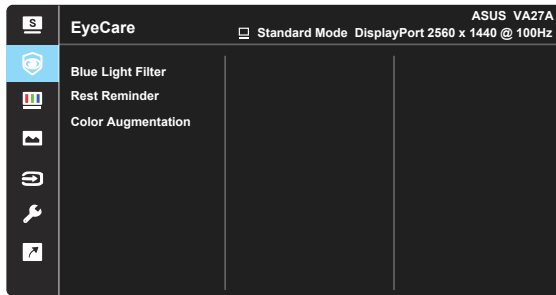 S
EyeCare
ASUS VA27A
Standard Mode DisplayPort 2560 x 1440 @ 100Hz
Blue Light Filter
Rest Reminder
Color Augmentation